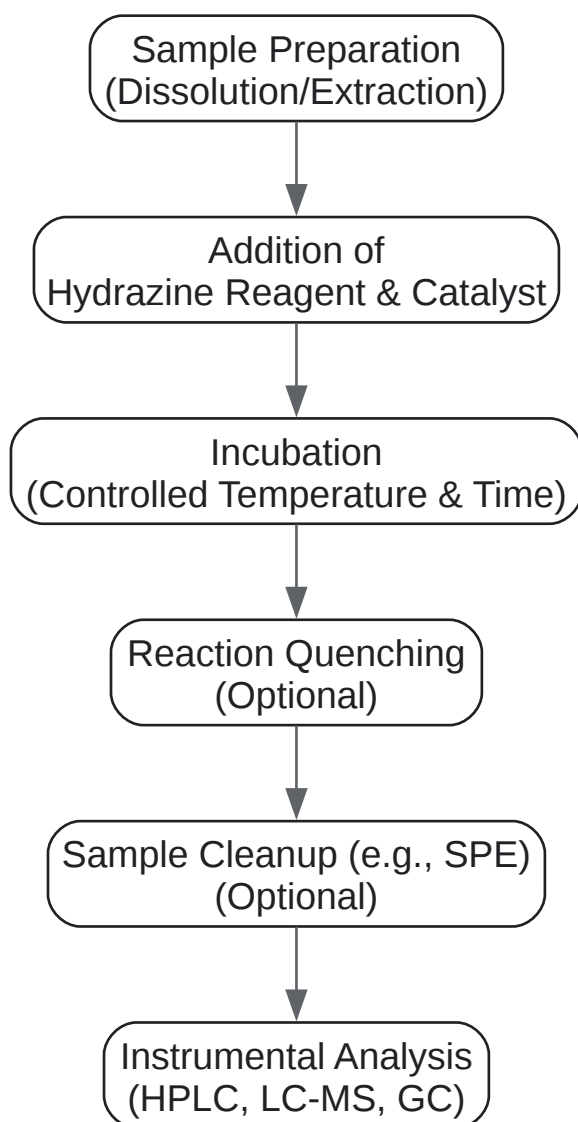 Sample Preparation
(Dissolution/Extraction)
Addition of
Hydrazine Reagent & Catalyst
Incubation
(Controlled Temperature & Time)
Reaction Quenching
(Optional)
Sample Cleanup (e.g., SPE)
(Optional)
Instrumental Analysis
(HPLC, LC-MS, GC)